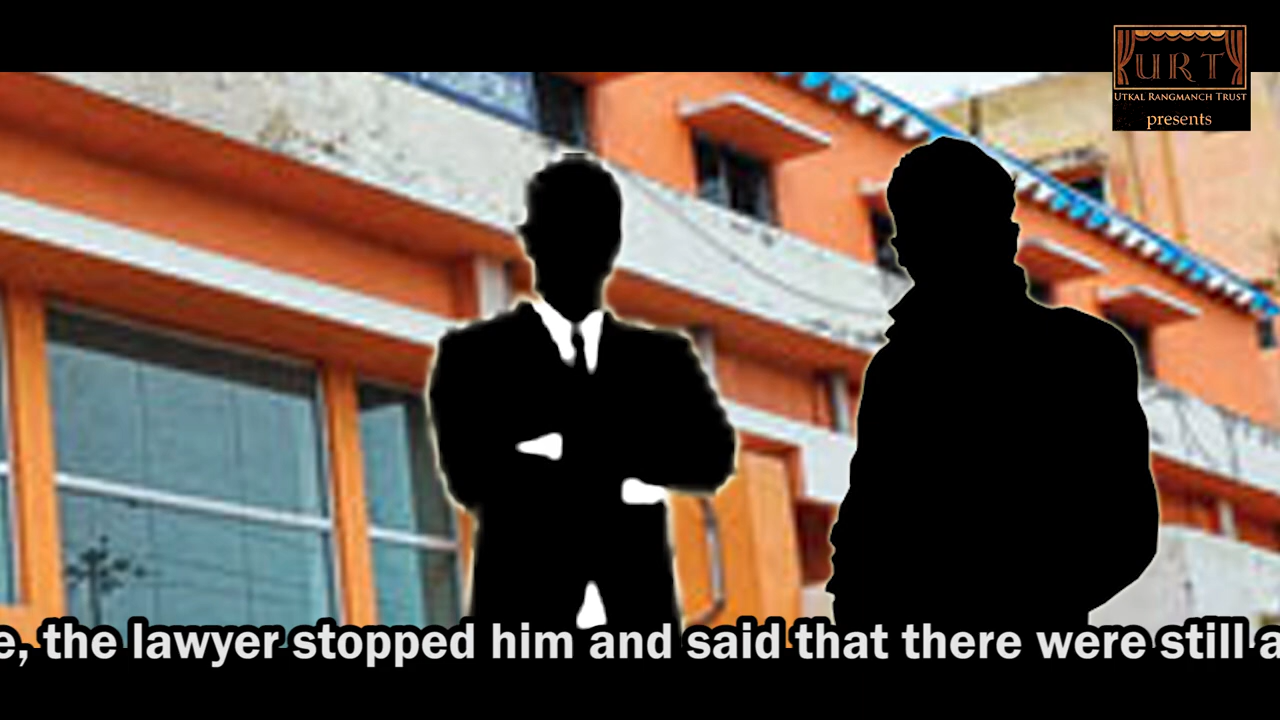 URT
UTKAL RANGMANCH TRUST
presents
the lawyer stopped him and said that there were still